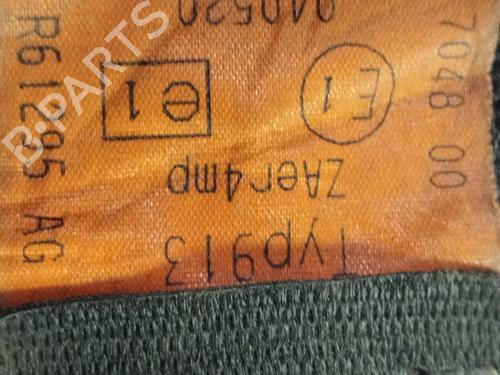 Typ913
ZAer4mp
e1
E1
040520
R61295 AG
7048 00
B-PARTS